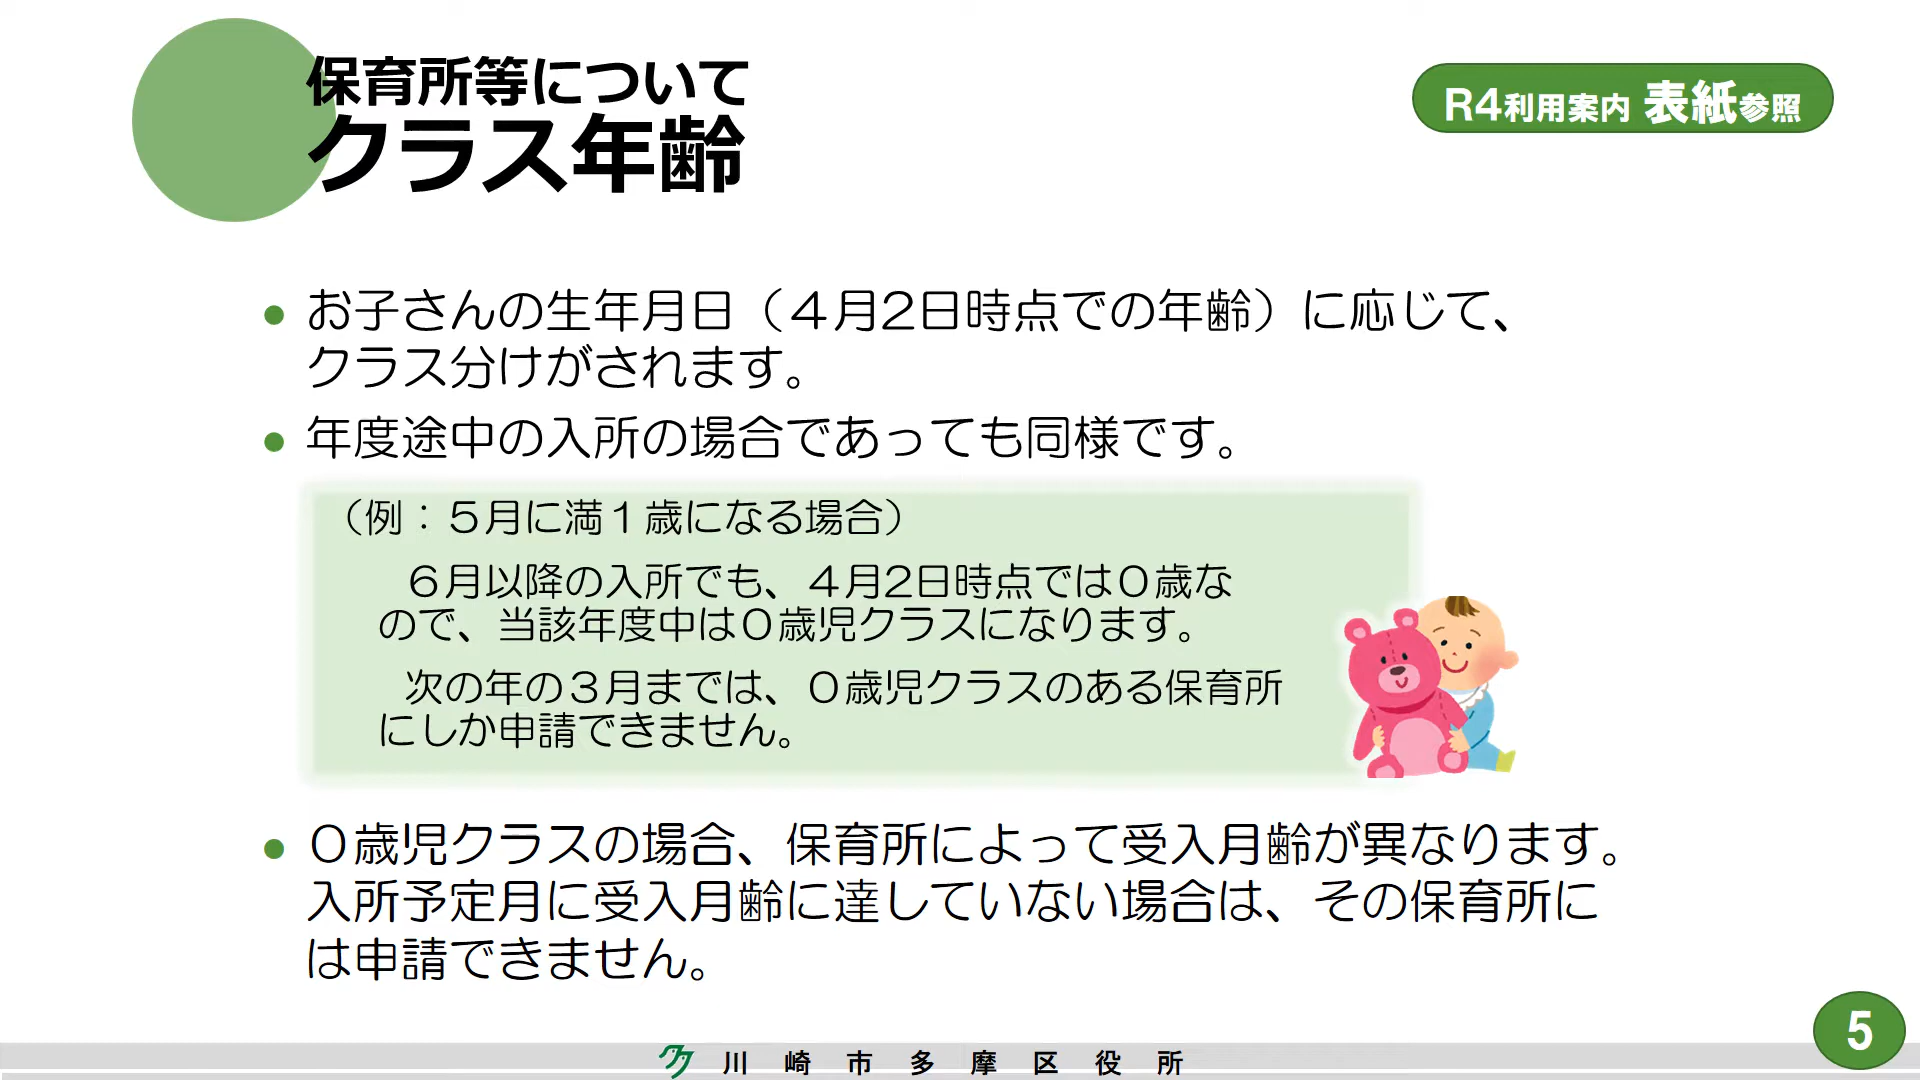 保育所等について
クラス年齢
R4利用案内 表紙参照
● お子さんの生年月日（４月2日時点での年齢）に応じて、
クラス分けがされます。
● 年度途中の入所の場合であっても同様です。
（例：５月に満１歳になる場合）
６月以降の入所でも、４月2日時点では０歳な
ので、当該年度中は０歳児クラスになります。
次の年の３月までは、０歳児クラスのある保育所
にしか申請できません。
● ０歳児クラスの場合、保育所によって受入月齢が異なります。
入所予定月に受入月齢に達していない場合は、その保育所に
は申請できません。
川崎市多摩区役所
5